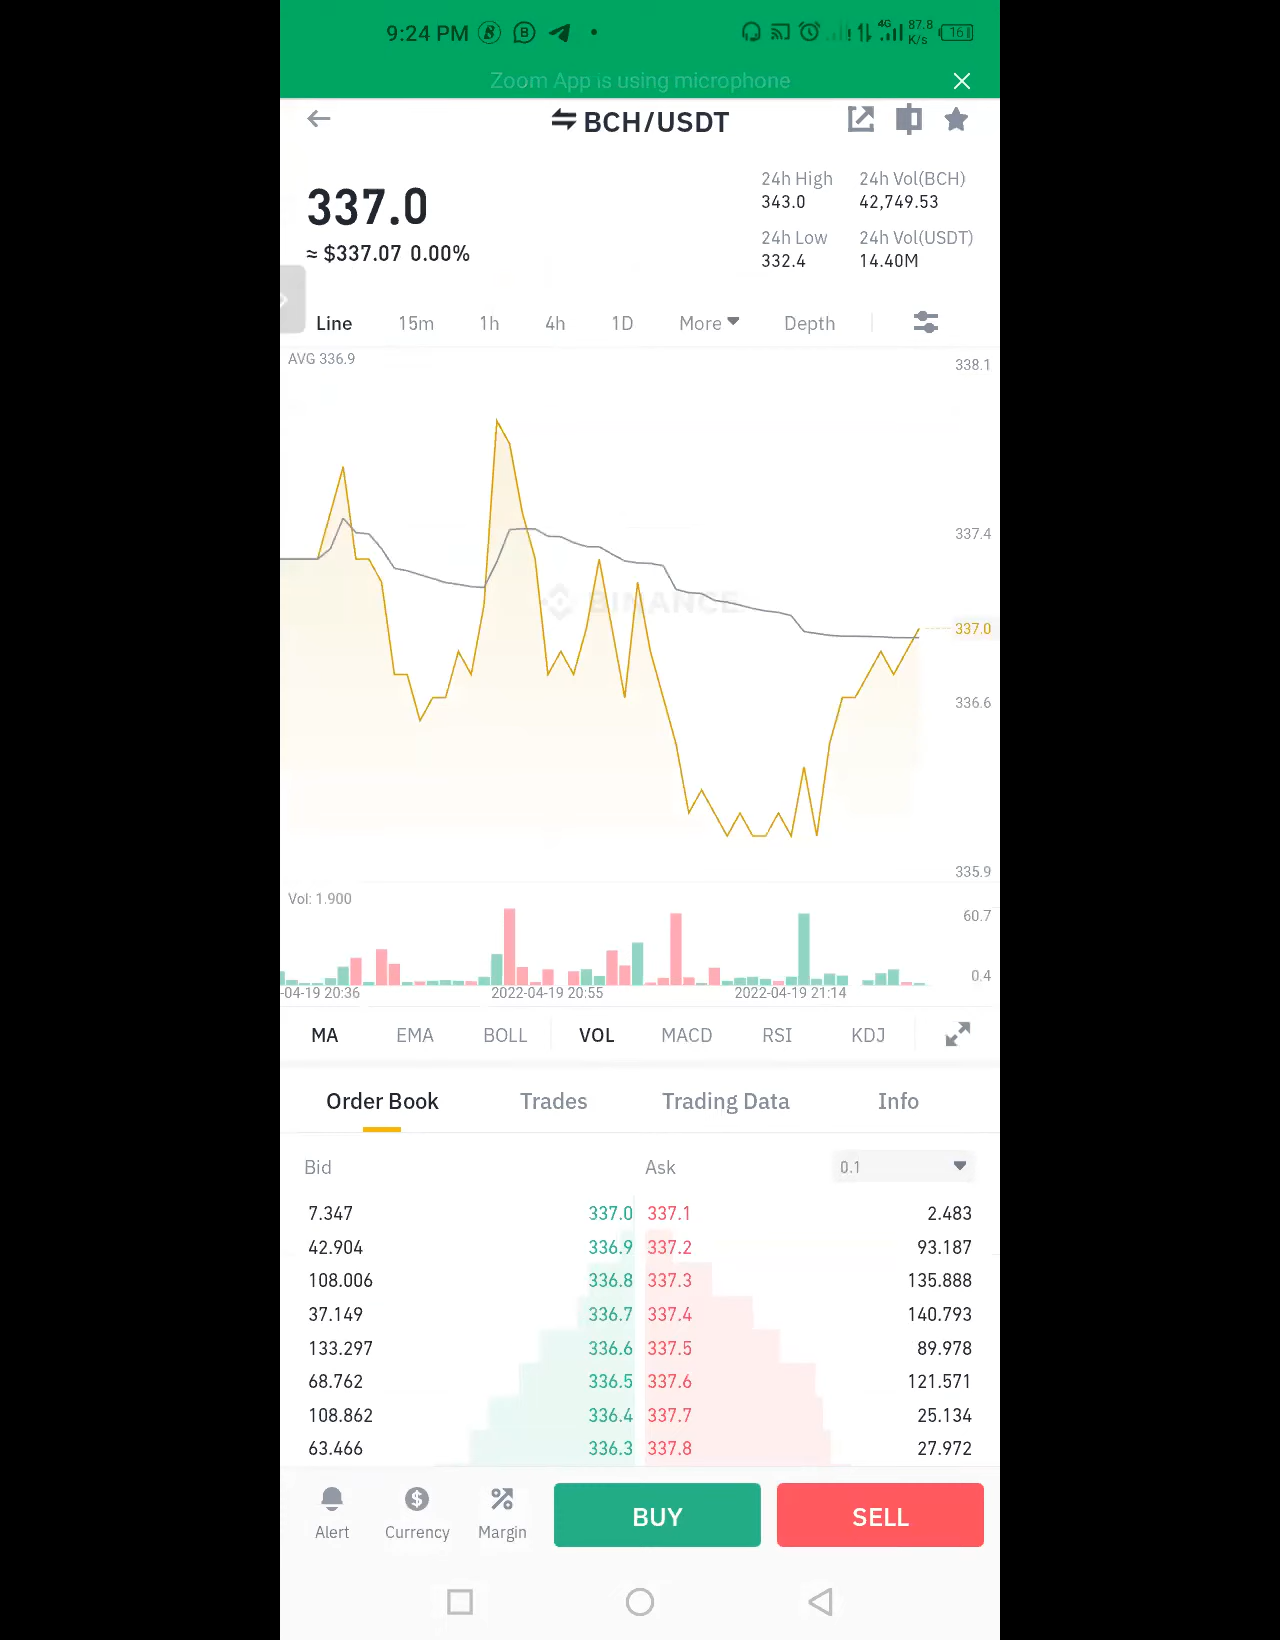 9:24 PM
4G 87.8 K/s 16
Zoom App is using microphone
BCH/USDT
337.0
≈ $337.07 0.00%
24h High 24h Vol(BCH)
343.0 42,749.53
24h Low 24h Vol(USDT)
332.4 14.40M
Line 15m 1h 4h 1D More Depth
AVG 336.9
338.1
337.4
BINANCE
337.0
336.6
335.9
Vol: 1.900
60.7
0.4
-04-19 20:36 2022-04-19 20:55 2022-04-19 21:14
MA EMA BOLL VOL MACD RSI KDJ
Order Book Trades Trading Data Info
Bid Ask 0.1
7.347 337.0 337.1 2.483
42.904 336.9 337.2 93.187
108.006 336.8 337.3 135.888
37.149 336.7 337.4 140.793
133.297 336.6 337.5 89.978
68.762 336.5 337.6 121.571
108.862 336.4 337.7 25.134
63.466 336.3 337.8 27.972
Alert Currency Margin BUY SELL